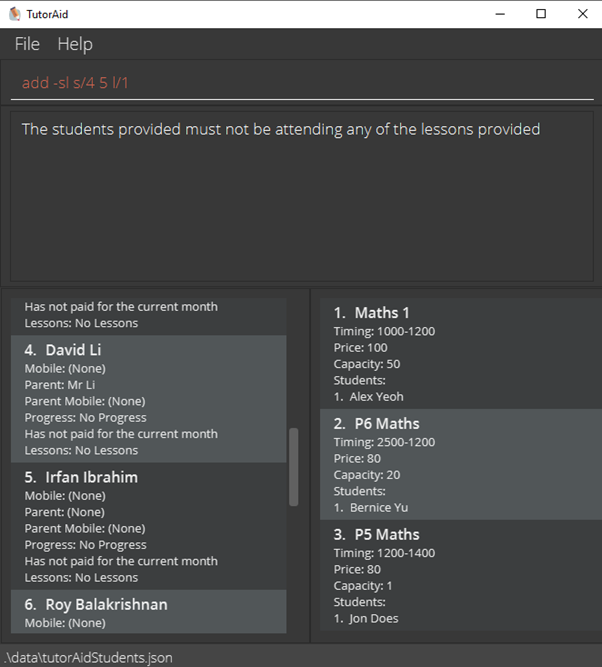 TutorAid
File Help
add -sl s/4 5 l/1
The students provided must not be attending any of the lessons provided
Has not paid for the current month
Lessons: No Lessons
4. David Li
Mobile: (None)
Parent: Mr Li
Parent Mobile: (None)
Progress: No Progress
Has not paid for the current month
Lessons: No Lessons
5. Irfan Ibrahim
Mobile: (None)
Parent: (None)
Parent Mobile: (None)
Progress: No Progress
Has not paid for the current month
Lessons: No Lessons
6. Roy Balakrishnan
Mobile: (None)
1. Maths 1
Timing: 1000-1200
Price: 100
Capacity: 50
Students:
1. Alex Yeoh
2. P6 Maths
Timing: 2500-1200
Price: 80
Capacity: 20
Students:
1. Bernice Yu
3. P5 Maths
Timing: 1200-1400
Price: 80
Capacity: 1
Students:
1. Jon Does
.\data\tutorAidStudents.json